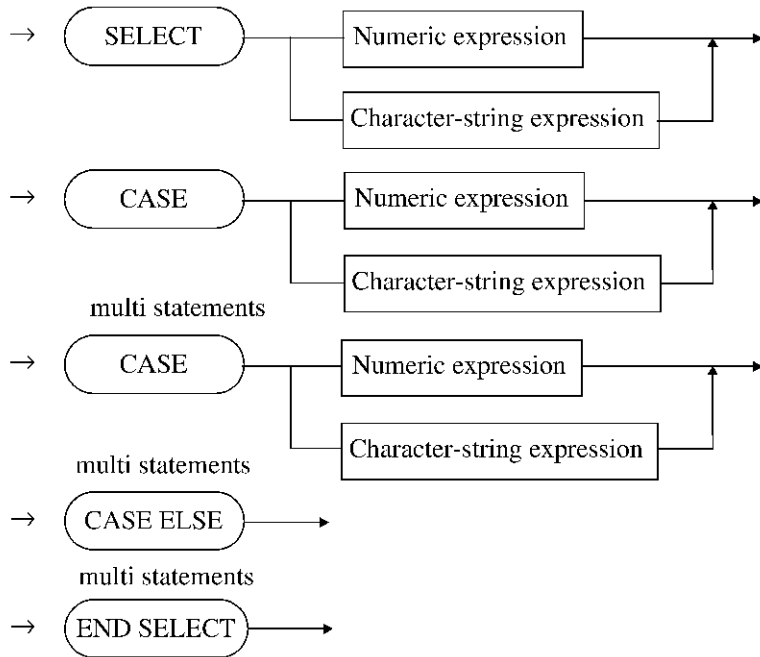 SELECT
Numeric expression
Character-string expression
CASE
Numeric expression
Character-string expression
multi statements
CASE
Numeric expression
Character-string expression
multi statements
CASE ELSE
multi statements
END SELECT